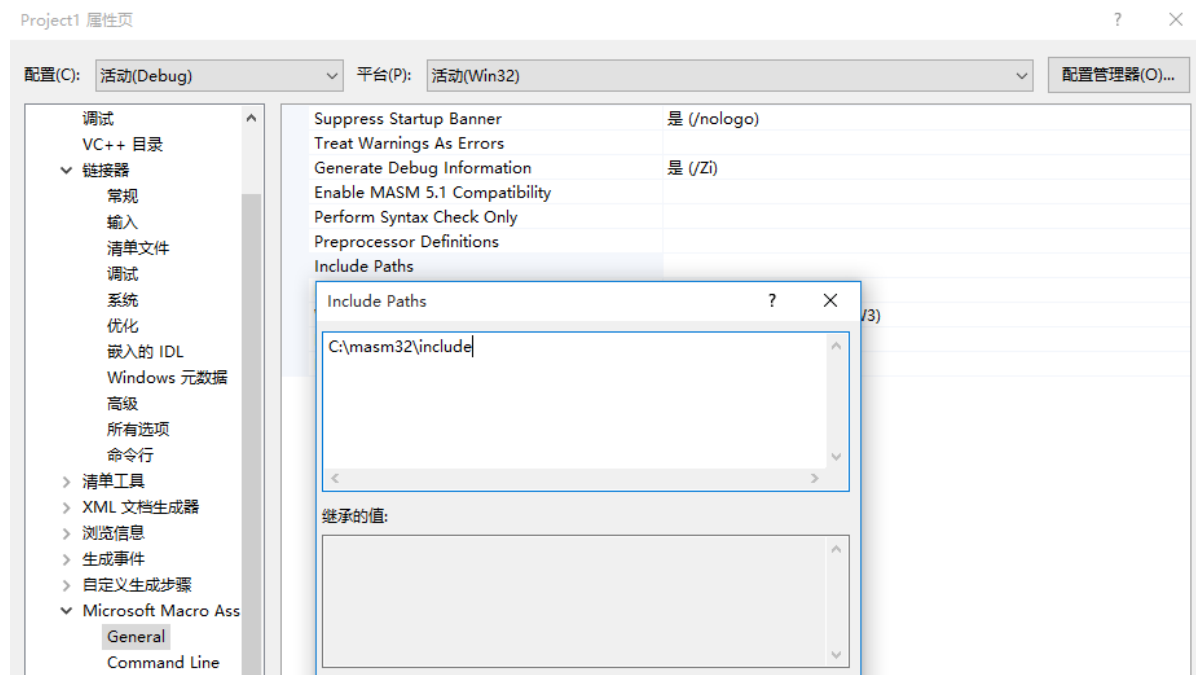 Project1 属性页
配置(C): 活动(Debug) 平台(P): 活动(Win32) 配置管理器(O)...
调试
VC++ 目录
链接器
常规
输入
清单文件
调试
系统
优化
嵌入的 IDL
Windows 元数据
高级
所有选项
命令行
清单工具
XML 文档生成器
浏览信息
生成事件
自定义生成步骤
Microsoft Macro Ass
General
Command Line
Suppress Startup Banner 是 (/nologo)
Treat Warnings As Errors
Generate Debug Information 是 (/Zi)
Enable MASM 5.1 Compatibility
Perform Syntax Check Only
Preprocessor Definitions
Include Paths
/3)
Include Paths
C:\masm32\include
继承的值: